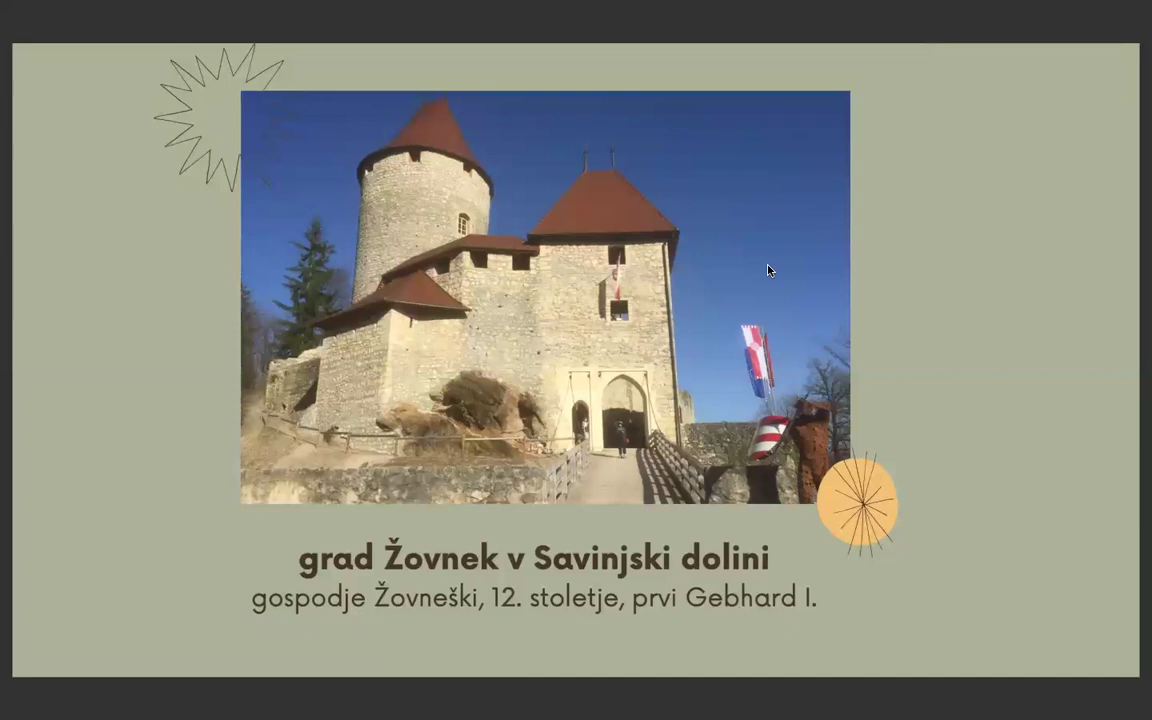 grad Žovnek v Savinjski dolini
gospodje Žovneški, 12. stoletje, prvi Gebhard I.